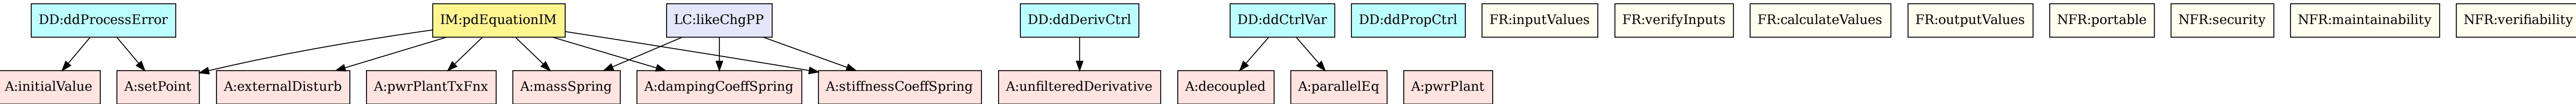 DD:ddProcessError
IM:pdEquationIM
LC:likeChgPP
DD:ddDerivCtrl
DD:ddCtrlVar
DD:ddPropCtrl
FR:inputValues
FR:verifyInputs
FR:calculateValues
FR:outputValues
NFR:portable
NFR:security
NFR:maintainability
NFR:verifiability
A:initialValue
A:setPoint
A:externalDisturb
A:pwrPlantTxFnx
A:massSpring
A:dampingCoeffSpring
A:stiffnessCoeffSpring
A:unfilteredDerivative
A:decoupled
A:parallelEq
A:pwrPlant